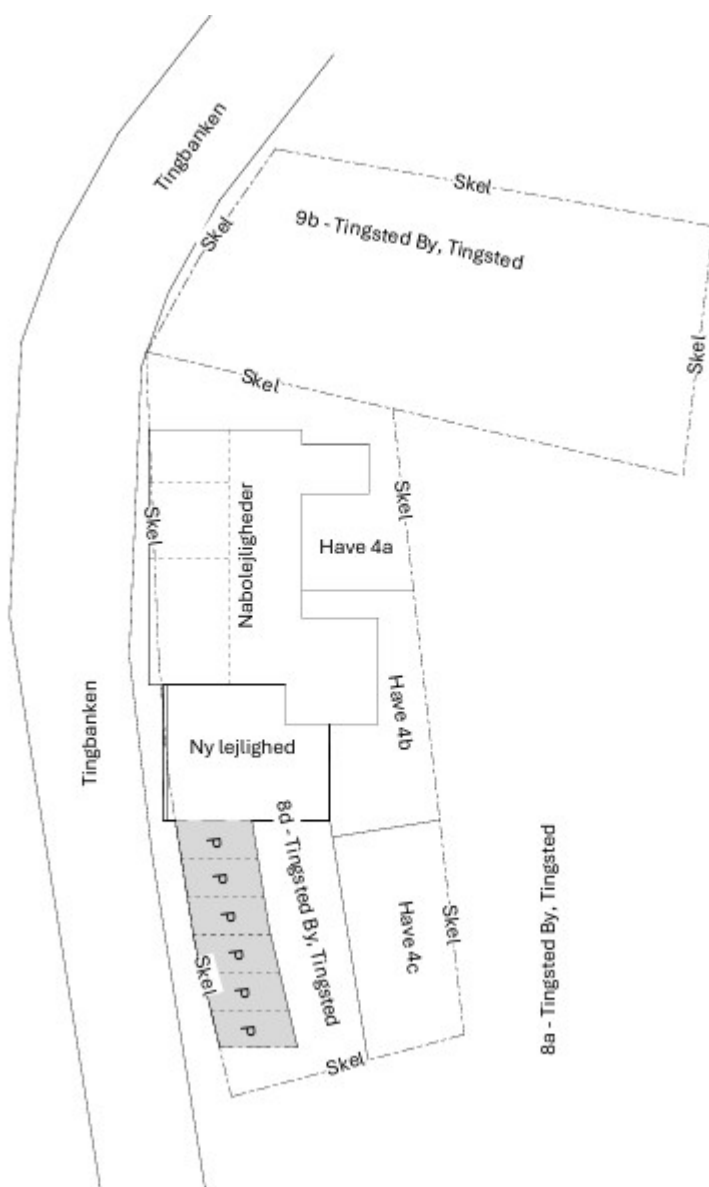 Tingbanken
Skel
Skel
9b - Tingsted By, Tingsted
Skel
Skel
Skel
Skel
Nabolejligheder
Have 4a
Have 4b
Tingbanken
Ny lejlighed
8d - Tingsted By, Tingsted
P
P
P
P
P
P
Skel
Have 4c
Skel
8a - Tingsted By, Tingsted
Skel